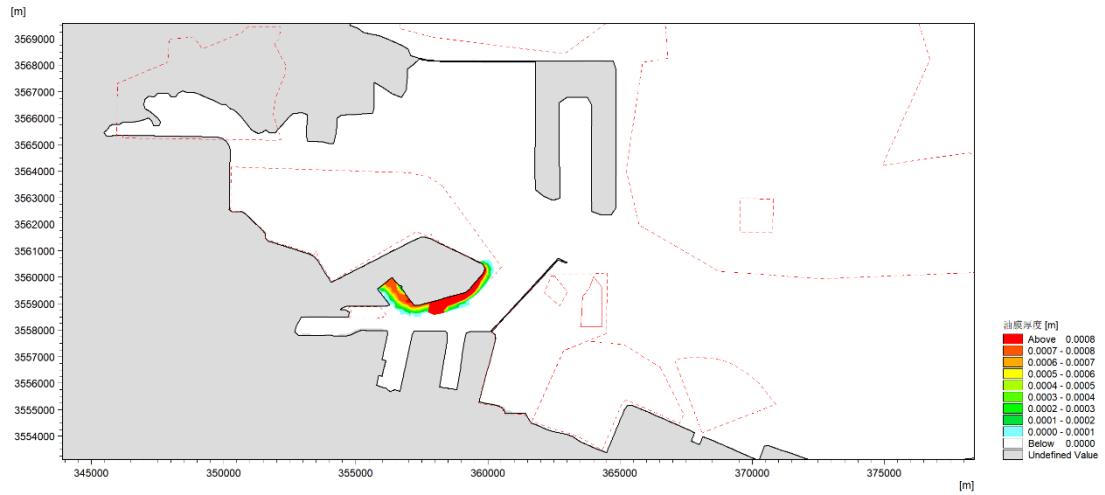 [m]
3569000
3568000
3567000
3566000
3565000
3564000
3563000
3562000
3561000
3560000
3559000
3558000
3557000
3556000
3555000
3554000
345000 350000 355000 360000 365000 370000 375000
[m]
油膜厚度 [m]
Above 0.0008
0.0007 - 0.0008
0.0006 - 0.0007
0.0005 - 0.0006
0.0004 - 0.0005
0.0003 - 0.0004
0.0002 - 0.0003
0.0001 - 0.0002
0.0000 - 0.0001
Below 0.0000
Undefined Value